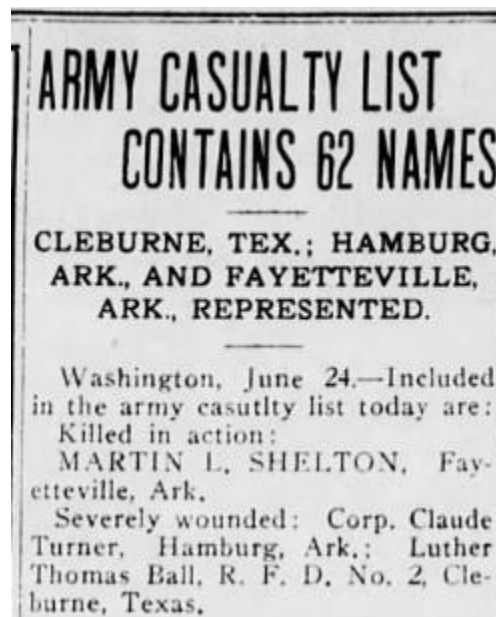 ARMY CASUALTY LIST
CONTAINS 62 NAMES
CLEBURNE, TEX.; HAMBURG,
ARK., AND FAYETTEVILLE,
ARK., REPRESENTED.
Washington, June 24.—Included
in the army casutlty list today are:
Killed in action:
MARTIN L. SHELTON, Fay-
etteville, Ark.
Severely wounded: Corp. Claude
Turner, Hamburg, Ark.; Luther
Thomas Ball, R. F. D. No. 2, Cle-
burne, Texas.